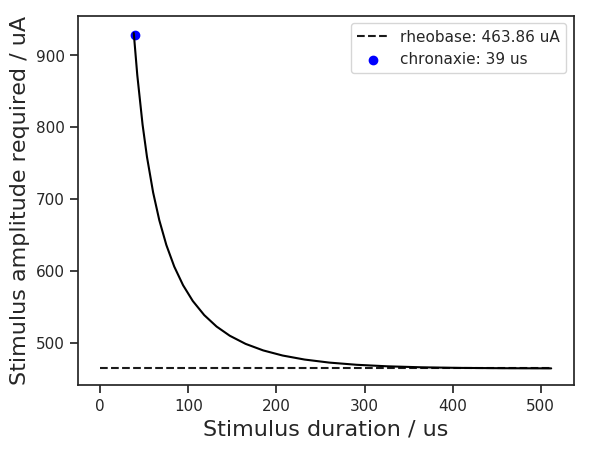 Stimulus amplitude required / uA
900
800
700
600
500
rheobase: 463.86 uA
chronaxie: 39 us
0 100 200 300 400 500
Stimulus duration / us